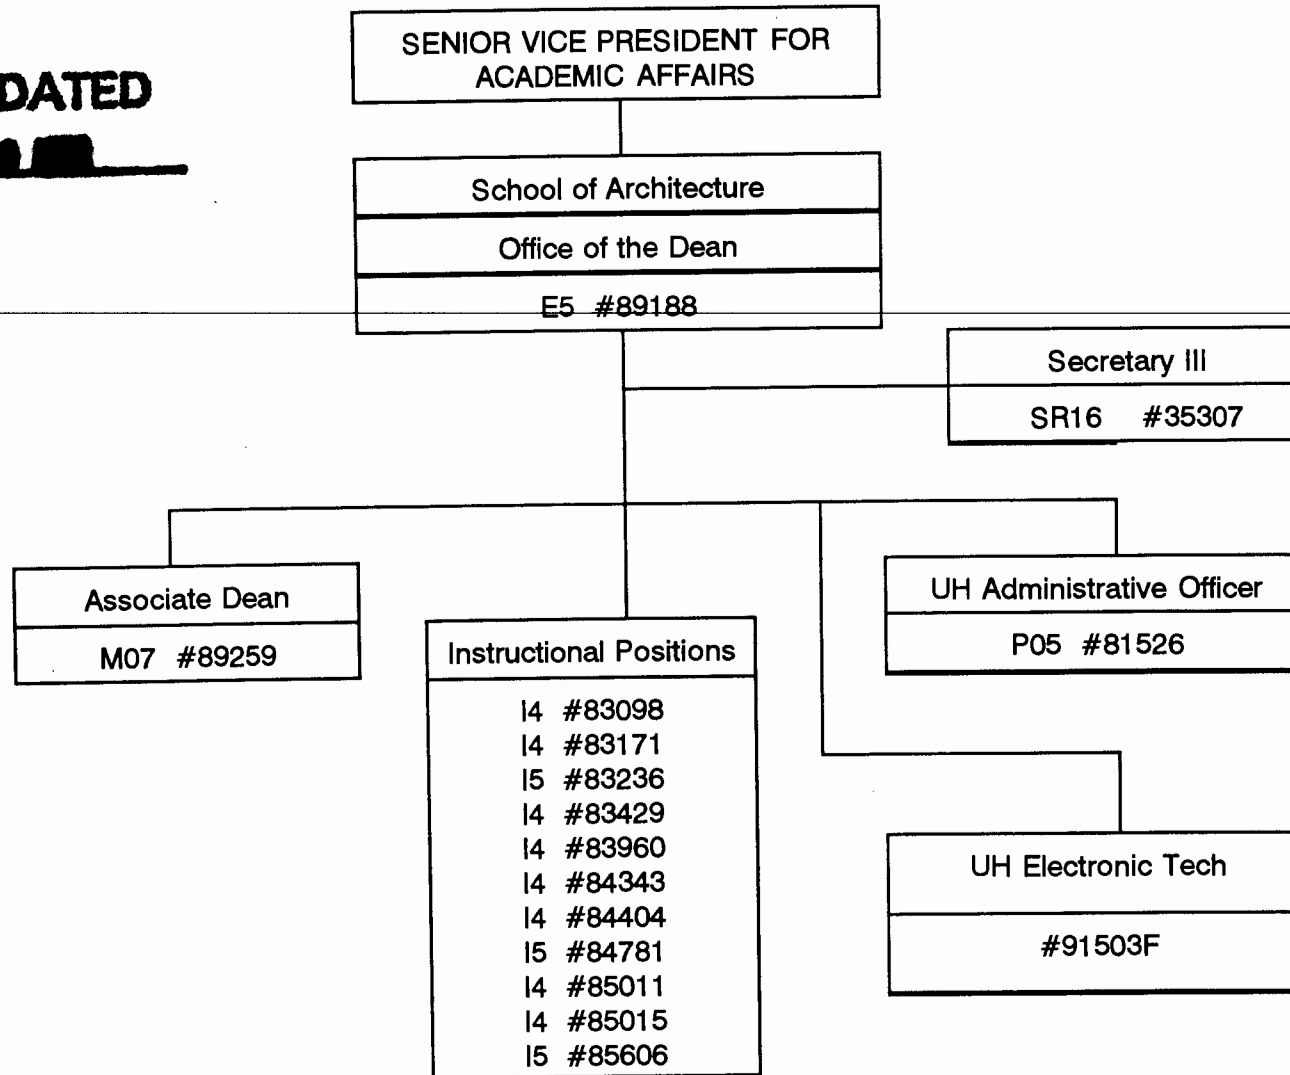 DATED
SENIOR VICE PRESIDENT FOR
ACADEMIC AFFAIRS
School of Architecture
Office of the Dean
E5 #89188
Secretary III
SR16 #35307
Associate Dean
M07 #89259
Instructional Positions
I4 #83098
I4 #83171
I5 #83236
I4 #83429
I4 #83960
I4 #84343
I4 #84404
I5 #84781
I4 #85011
I4 #85015
I5 #85606
UH Administrative Officer
P05 #81526
UH Electronic Tech
#91503F